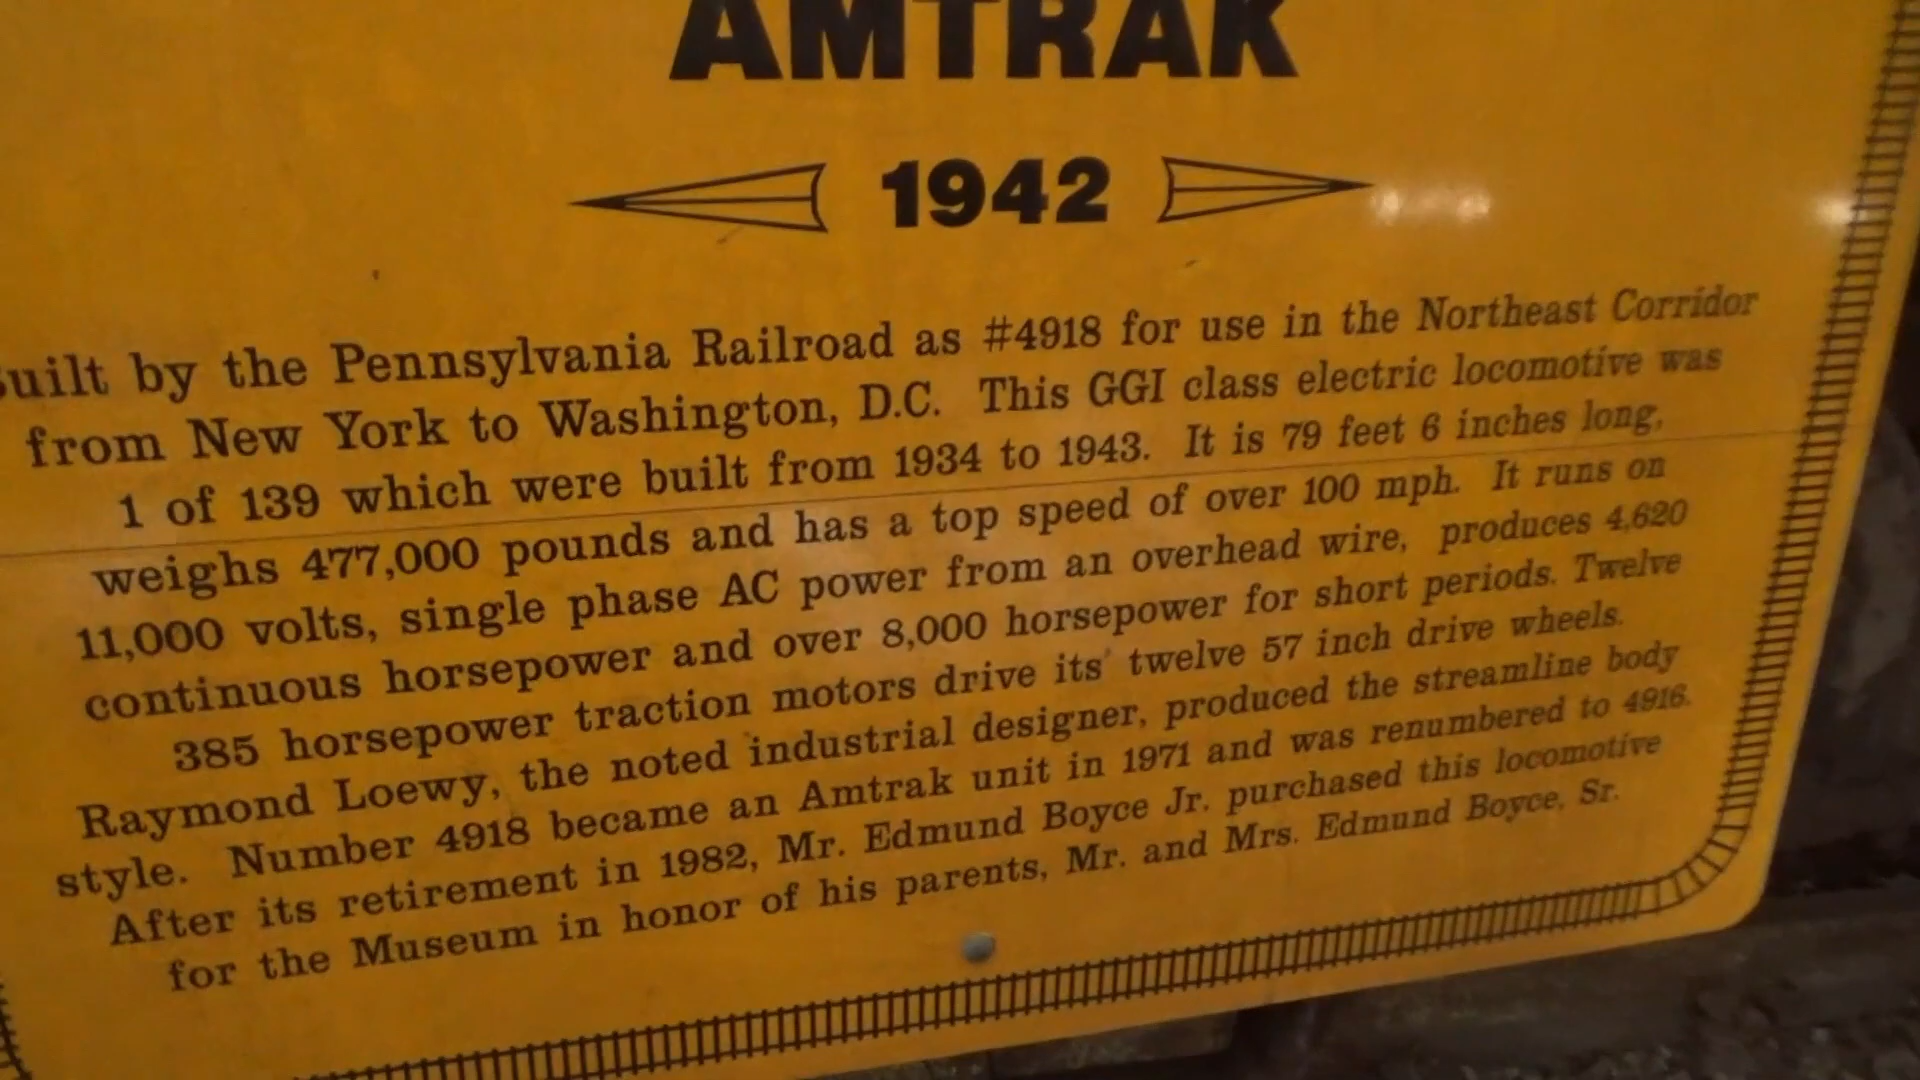 AMTRAK
1942
Built by the Pennsylvania Railroad as #4918 for use in the Northeast Corridor
from New York to Washington, D.C. This GGI class electric locomotive was
1 of 139 which were built from 1934 to 1943. It is 79 feet 6 inches long,
weighs 477,000 pounds and has a top speed of over 100 mph. It runs on
11,000 volts, single phase AC power from an overhead wire, produces 4,620
continuous horsepower and over 8,000 horsepower for short periods. Twelve
385 horsepower traction motors drive its' twelve 57 inch drive wheels.
Raymond Loewy, the noted industrial designer, produced the streamline body
style. Number 4918 became an Amtrak unit in 1971 and was renumbered to 4916.
After its retirement in 1982, Mr. Edmund Boyce Jr. purchased this locomotive
for the Museum in honor of his parents, Mr. and Mrs. Edmund Boyce, Sr.